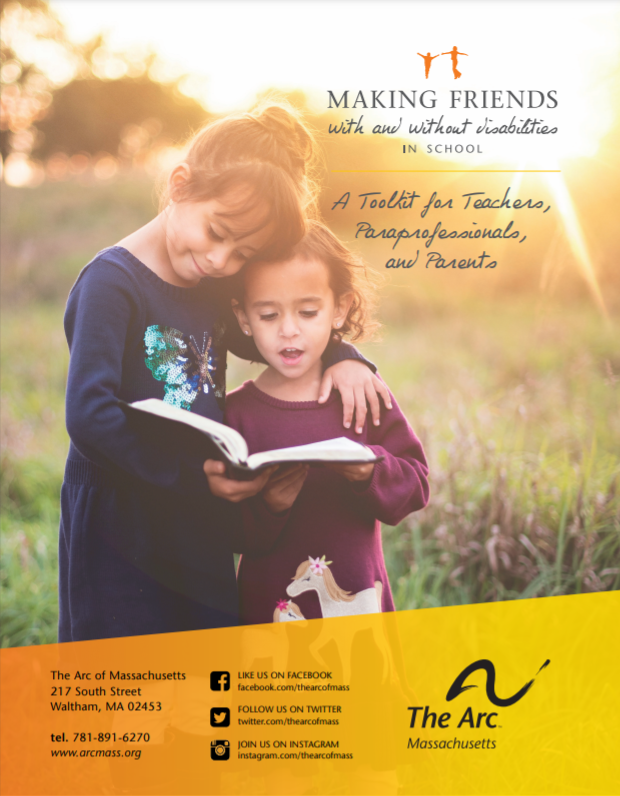 MAKING FRIENDS
with and without disabilities
IN SCHOOL
A Toolkit for Teachers,
Paraprofessionals,
and Parents
The Arc of Massachusetts
217 South Street
Waltham, MA 02453
tel. 781-891-6270
www.arcmass.org
LIKE US ON FACEBOOK
facebook.com/thearcofmass
FOLLOW US ON TWITTER
twitter.com/thearcofmass
JOIN US ON INSTAGRAM
instagram.com/thearcofmass
The Arc™
Massachusetts